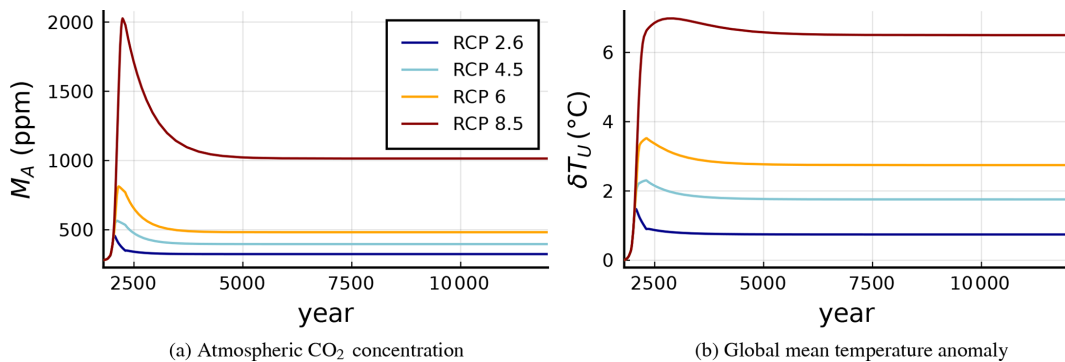 2000
1500
1000
500
M_A (ppm)
RCP 2.6
RCP 4.5
RCP 6
RCP 8.5
2500 5000 7500 10000
year
(a) Atmospheric CO₂ concentration
6
4
2
0
δT_U (°C)
2500 5000 7500 10000
year
(b) Global mean temperature anomaly